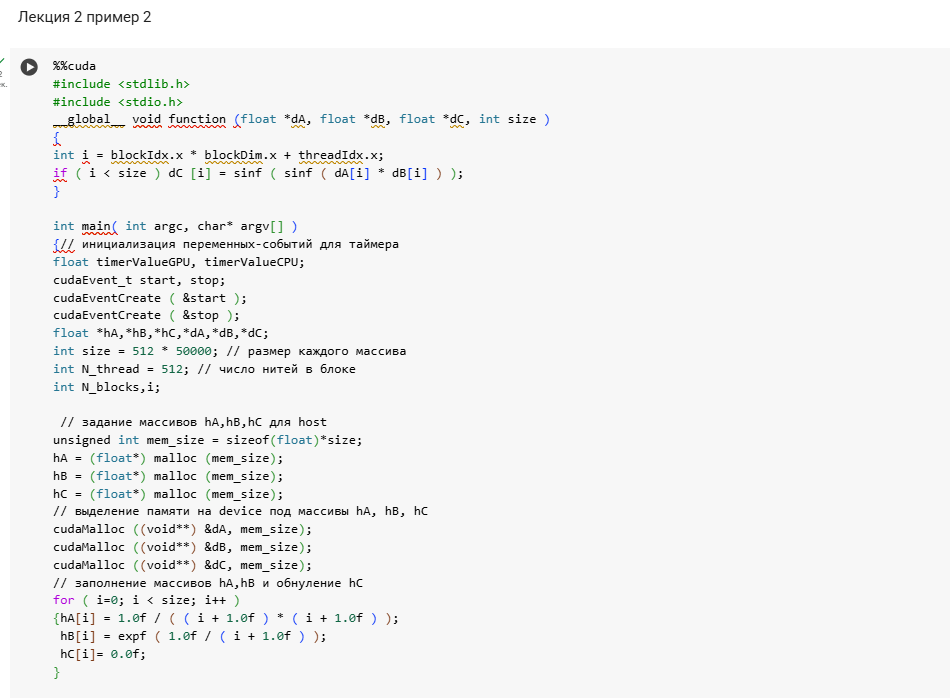 Лекция 2 пример 2
2
ек.
%%cuda
#include <stdlib.h>
#include <stdio.h>
__global__ void function (float *dA, float *dB, float *dC, int size )
{
int i = blockIdx.x * blockDim.x + threadIdx.x;
if ( i < size ) dC [i] = sinf ( sinf ( dA[i] * dB[i] ) );
}
int main( int argc, char* argv[] )
{// инициализация переменных-событий для таймера
float timerValueGPU, timerValueCPU;
cudaEvent_t start, stop;
cudaEventCreate ( &start );
cudaEventCreate ( &stop );
float *hA,*hB,*hC,*dA,*dB,*dC;
int size = 512 * 50000; // размер каждого массива
int N_thread = 512; // число нитей в блоке
int N_blocks,i;
// задание массивов hA,hB,hC для host
unsigned int mem_size = sizeof(float)*size;
hA = (float*) malloc (mem_size);
hB = (float*) malloc (mem_size);
hC = (float*) malloc (mem_size);
// выделение памяти на device под массивы hA, hB, hC
cudaMalloc ((void**) &dA, mem_size);
cudaMalloc ((void**) &dB, mem_size);
cudaMalloc ((void**) &dC, mem_size);
// заполнение массивов hA,hB и обнуление hC
for ( i=0; i < size; i++ )
{hA[i] = 1.0f / ( ( i + 1.0f ) * ( i + 1.0f ) );
hB[i] = expf ( 1.0f / ( i + 1.0f ) );
hC[i]= 0.0f;
}